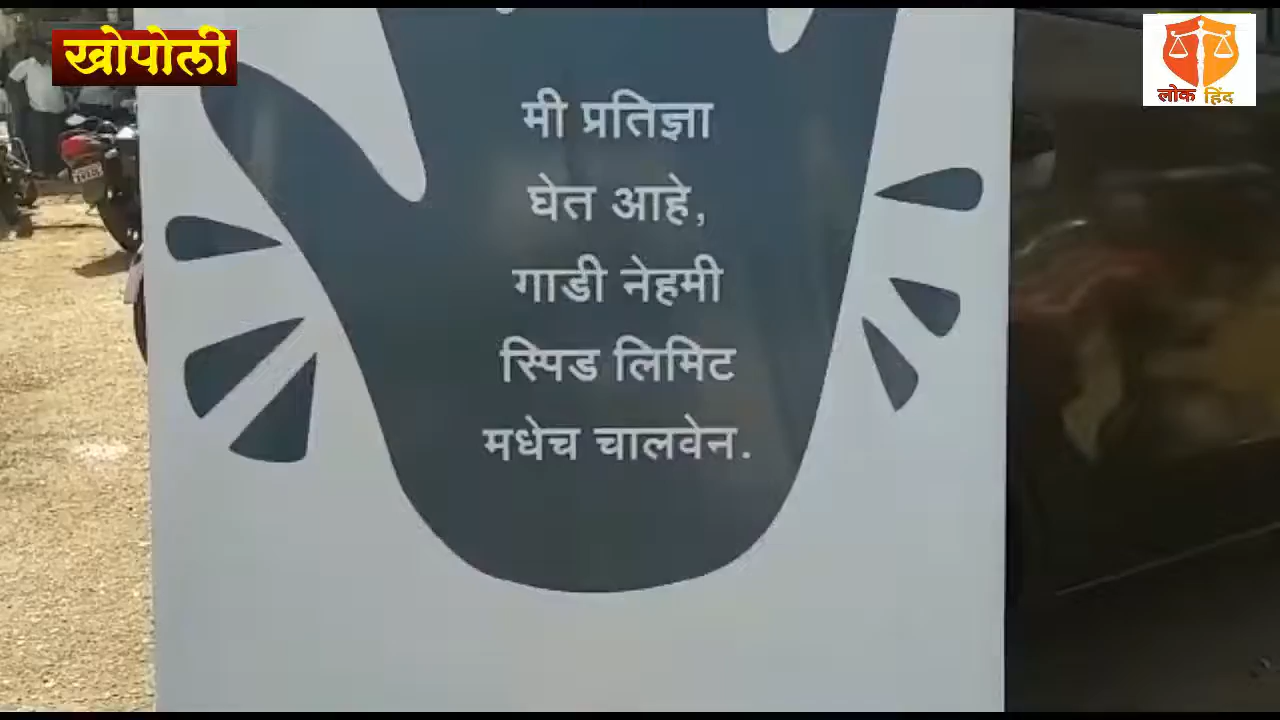 खोपोली
लोक हिंद
मी प्रतिज्ञा
घेत आहे,
गाडी नेहमी
स्पिड लिमिट
मधेच चालवेन.